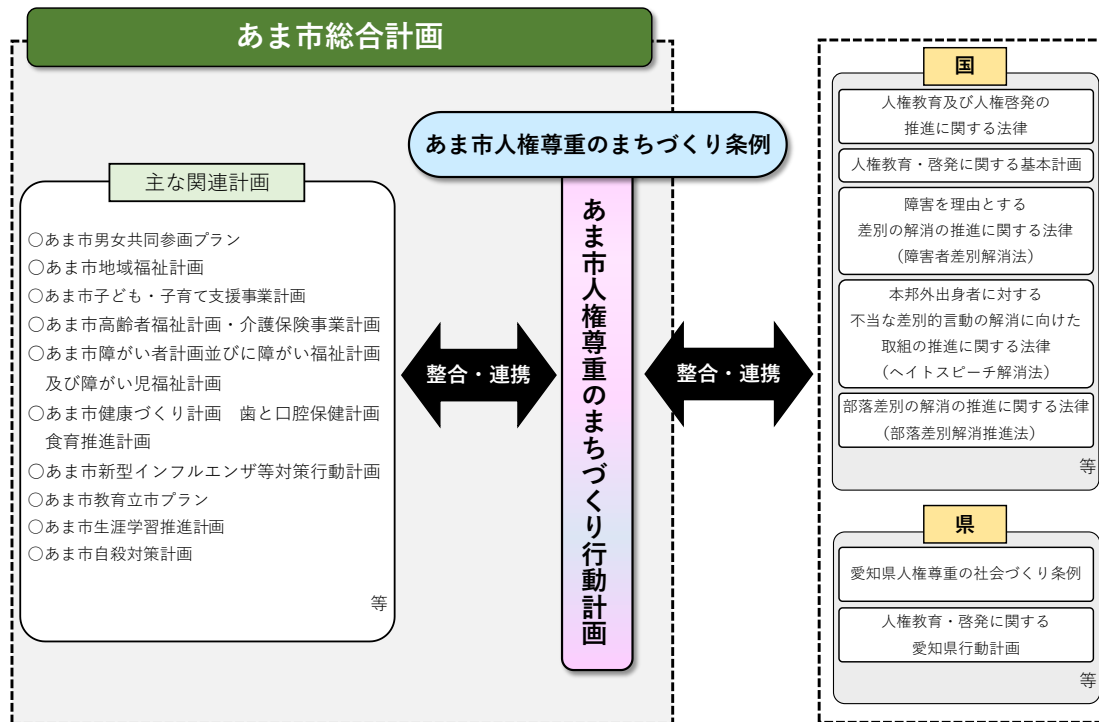 あま市総合計画
あま市人権尊重のまちづくり条例
主な関連計画
○あま市男女共同参画プラン
○あま市地域福祉計画
○あま市子ども・子育て支援事業計画
○あま市高齢者福祉計画・介護保険事業計画
○あま市障がい者計画並びに障がい福祉計画
及び障がい児福祉計画
○あま市健康づくり計画　歯と口腔保健計画
食育推進計画
○あま市新型インフルエンザ等対策行動計画
○あま市教育立市プラン
○あま市生涯学習推進計画
○あま市自殺対策計画
等
整合・連携
あま市人権尊重のまちづくり行動計画
整合・連携
国
人権教育及び人権啓発の
推進に関する法律
人権教育・啓発に関する基本計画
障害を理由とする
差別の解消の推進に関する法律
(障害者差別解消法)
本邦外出身者に対する
不当な差別的言動の解消に向けた
取組の推進に関する法律
(ヘイトスピーチ解消法)
部落差別の解消の推進に関する法律
(部落差別解消推進法)
等
県
愛知県人権尊重の社会づくり条例
人権教育・啓発に関する
愛知県行動計画
等